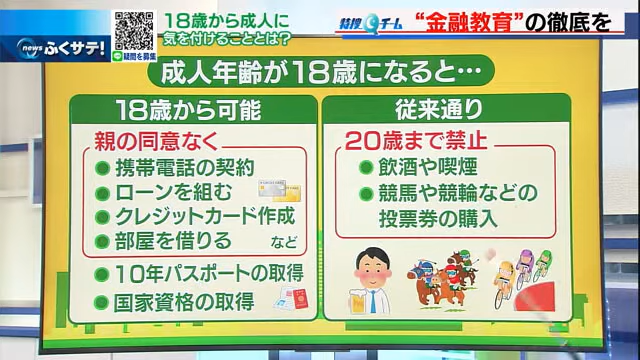 news ふくサテ!
疑問を募集
18歳から成人に
気を付けることとは?
特捜 チーム
“金融教育”の徹底を
成人年齢が18歳になると…
18歳から可能
親の同意なく
●携帯電話の契約
●ローンを組む
●クレジットカード作成
●部屋を借りる など
●10年パスポートの取得
●国家資格の取得
従来通り
20歳まで禁止
●飲酒や喫煙
●競馬や競輪などの
投票券の購入